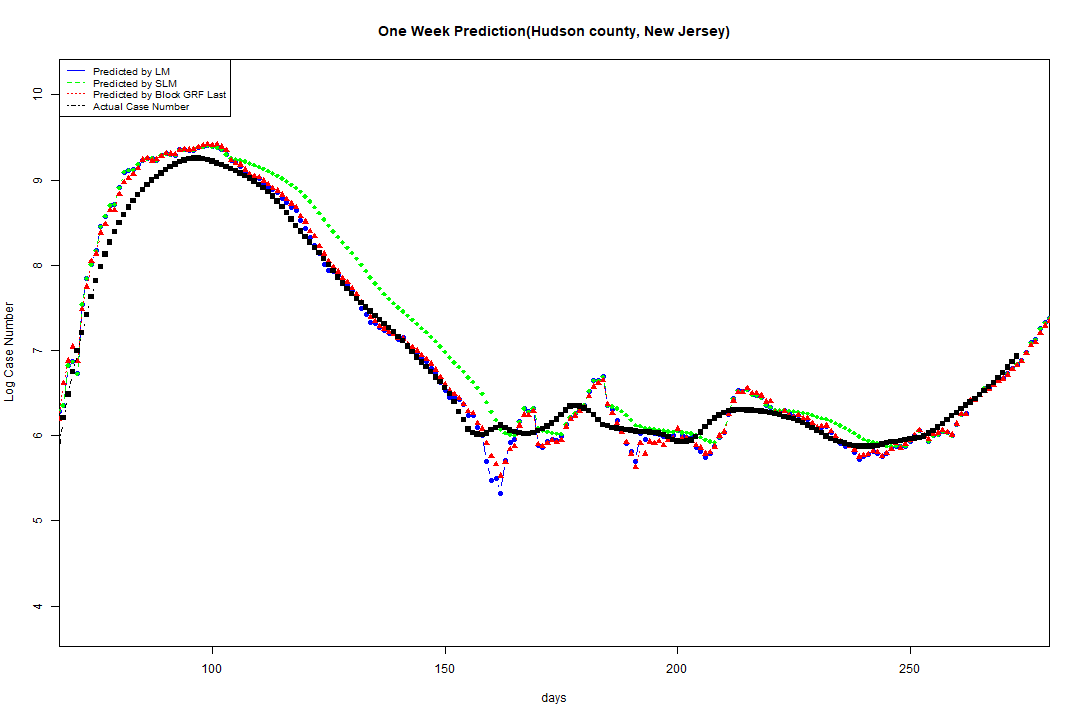 One Week Prediction(Hudson county, New Jersey)
Predicted by LM
Predicted by SLM
Predicted by Block GRF Last
Actual Case Number
10
9
8
7
6
5
4
Log Case Number
100
150
200
250
days